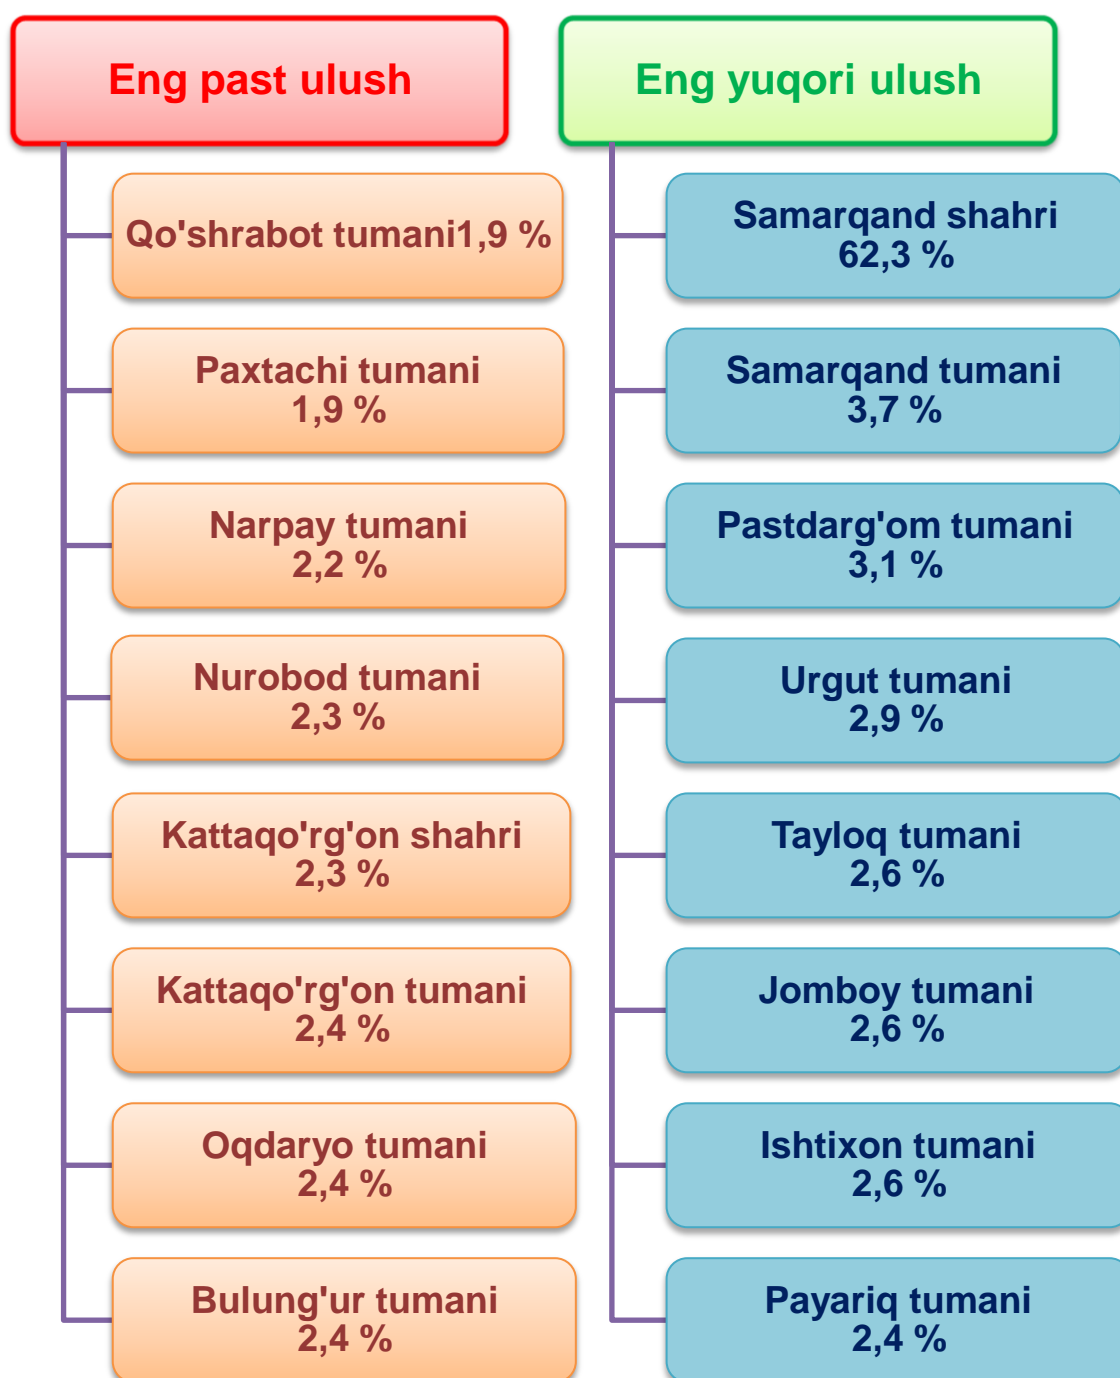 Eng past ulush
Qo'shrabot tumani1,9 %
Paxtachi tumani
1,9 %
Narpay tumani
2,2 %
Nurobod tumani
2,3 %
Kattaqo'rg'on shahri
2,3 %
Kattaqo'rg'on tumani
2,4 %
Oqdaryo tumani
2,4 %
Bulung'ur tumani
2,4 %
Eng yuqori ulush
Samarqand shahri
62,3 %
Samarqand tumani
3,7 %
Pastdarg'om tumani
3,1 %
Urgut tumani
2,9 %
Tayloq tumani
2,6 %
Jomboy tumani
2,6 %
Ishtixon tumani
2,6 %
Payariq tumani
2,4 %